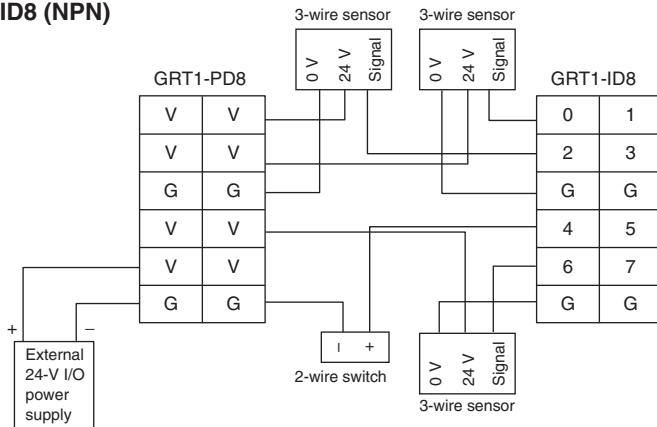 ID8 (NPN)
3-wire sensor 3-wire sensor
0 V 24 V Signal 0 V 24 V Signal
GRT1-PD8 GRT1-ID8
V V 0 1
V V 2 3
G G G G
V V 4 5
V V 6 7
G G G G
+ −
External
24-V I/O
power
supply
− +
2-wire switch
0 V 24 V Signal
3-wire sensor